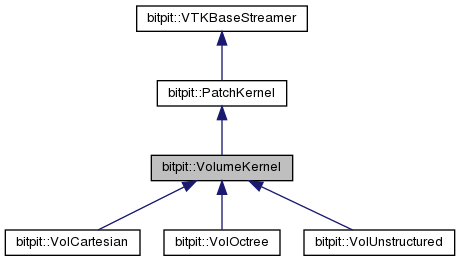 bitpit::VTKBaseStreamer
bitpit::PatchKernel
bitpit::VolumeKernel
bitpit::VolCartesian bitpit::VolOctree bitpit::VolUnstructured